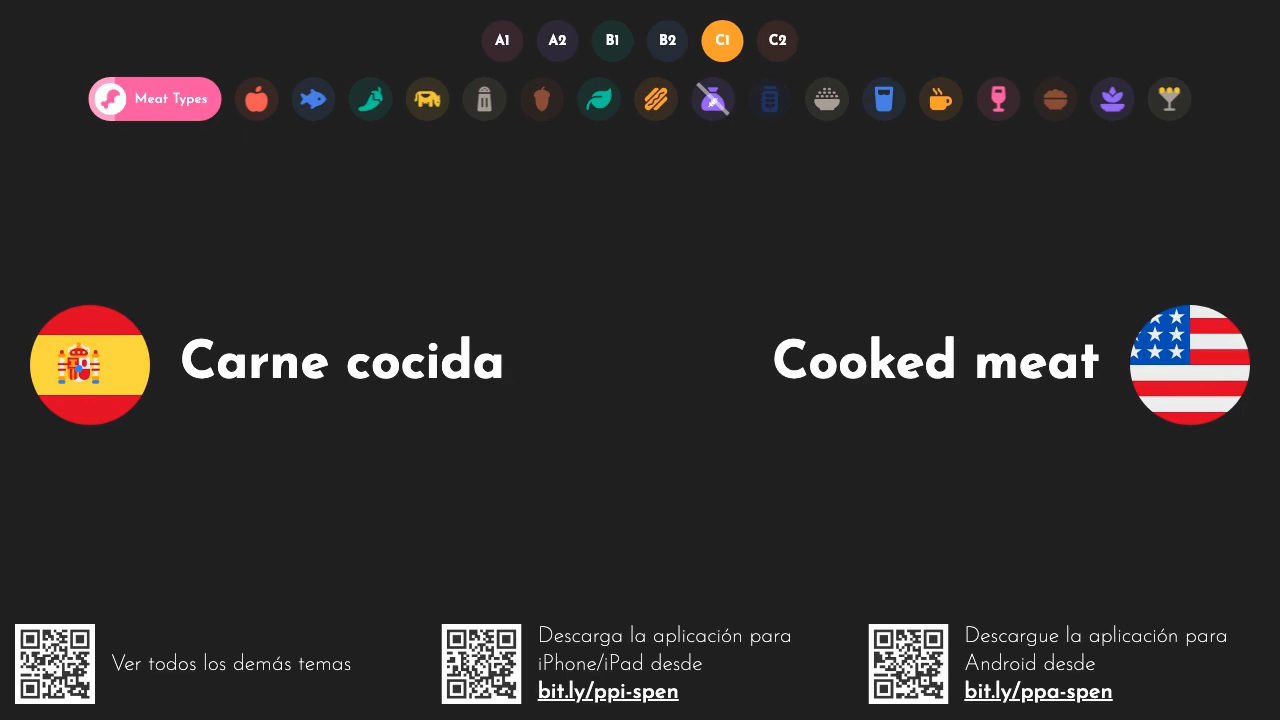 A1 A2 B1 B2 C1 C2
Meat Types
Carne cocida
Cooked meat
Ver todos los demás temas
Descarga la aplicación para
iPhone/iPad desde
bit.ly/ppi-spen
Descargue la aplicación para
Android desde
bit.ly/ppa-spen